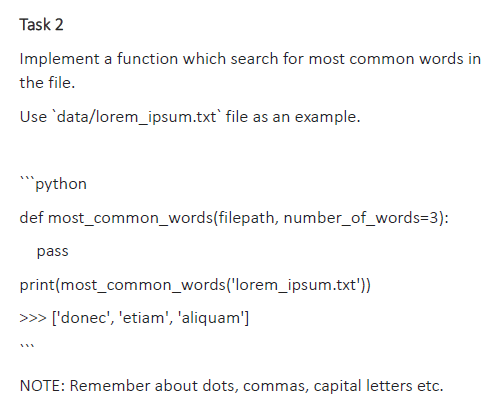 Task 2
Implement a function which search for most common words in
the file.
Use `data/lorem_ipsum.txt` file as an example.
```python
def most_common_words(filepath, number_of_words=3):
    pass
print(most_common_words('lorem_ipsum.txt'))
>>> ['donec', 'etiam', 'aliquam']
```
NOTE: Remember about dots, commas, capital letters etc.